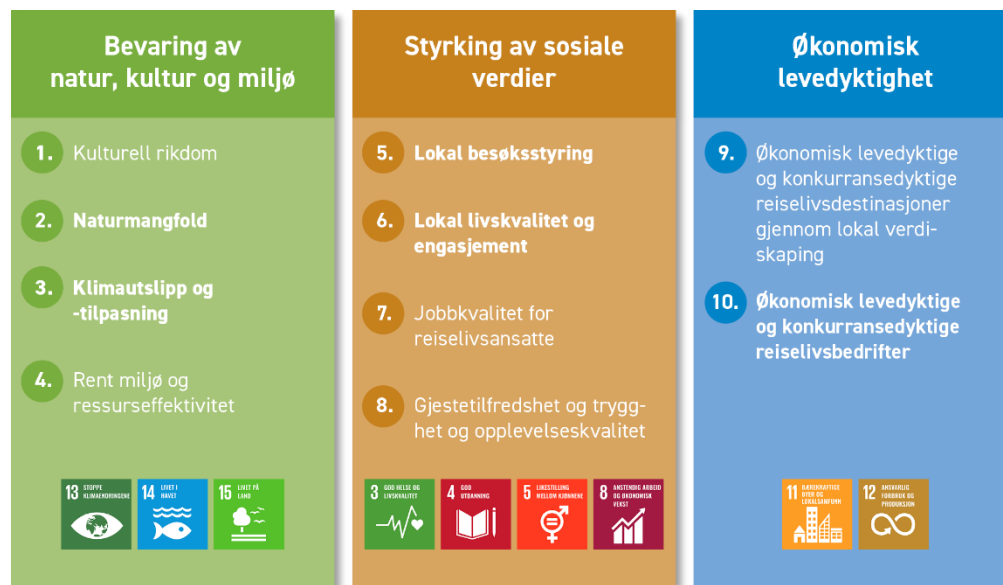 Bevaring av
natur, kultur og miljø
1. Kulturell rikdom
2. Naturmangfold
3. Klimautslipp og
-tilpasning
4. Rent miljø og
ressurseffektivitet
13 STOPPE
KLIMAENDRINGENE
14 LIVET I
HAVET
15 LIVET PÅ
LAND
Styrking av sosiale
verdier
5. Lokal besøksstyring
6. Lokal livskvalitet og
engasjement
7. Jobbkvalitet for
reiselivsansatte
8. Gjestetilfredshet og trygg-
het og opplevelseskvalitet
3 GOD HELSE OG
LIVSKVALITET
4 GOD
UTDANNING
5 LIKESTILLING
MELLOM KJØNNENE
8 ANSTENDIG ARBEID
OG ØKONOMISK
VEKST
Økonomisk
levedyktighet
9. Økonomisk levedyktige
og konkurransedyktige
reiselivsdestinasjoner
gjennom lokal verdi-
skaping
10. Økonomisk levedyktige
og konkurransedyktige
reiselivsbedrifter
11 BÆREKRAFTIGE
BYER OG
LOKALSAMFUNN
12 ANSVARLIG
FORBRUK OG
PRODUKSJON